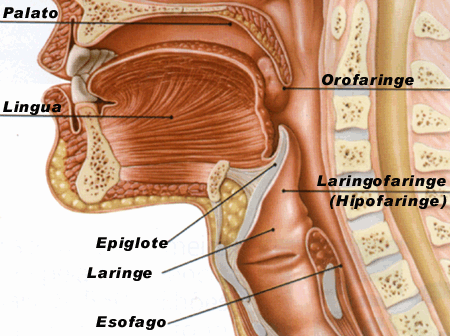 Palato
Orofaringe
Lingua
Laringofaringe
(Hipofaringe)
Epiglote
Laringe
Esofago